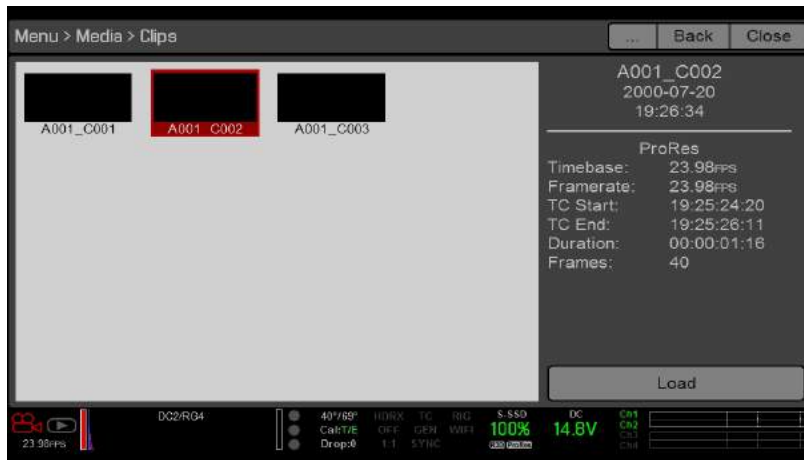 Menu > Media > Clips
... Back Close
A001_C001 A001_C002 A001_C003
A001_C002
2000-07-20
19:26:34
ProRes
Timebase: 23.98FPS
Framerate: 23.98FPS
TC Start: 19:25:24:20
TC End: 19:25:26:11
Duration: 00:00:01:16
Frames: 40
Load
23.98FPS
DC2/RG4
40°/69° HDRX TC RIG
Cal:T/E OFF GEN WIFI
Drop:0 1:1 SYNC
S-SSD
100%
R3D ProRes
DC
14.8V
Ch1
Ch2
Ch3
Ch4